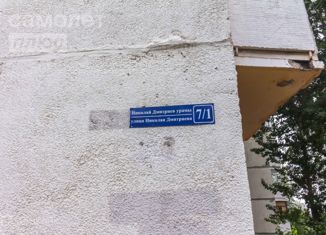 самолет
плюс
Николай Дмитриев урамы
улица Николая Дмитриева
7/1